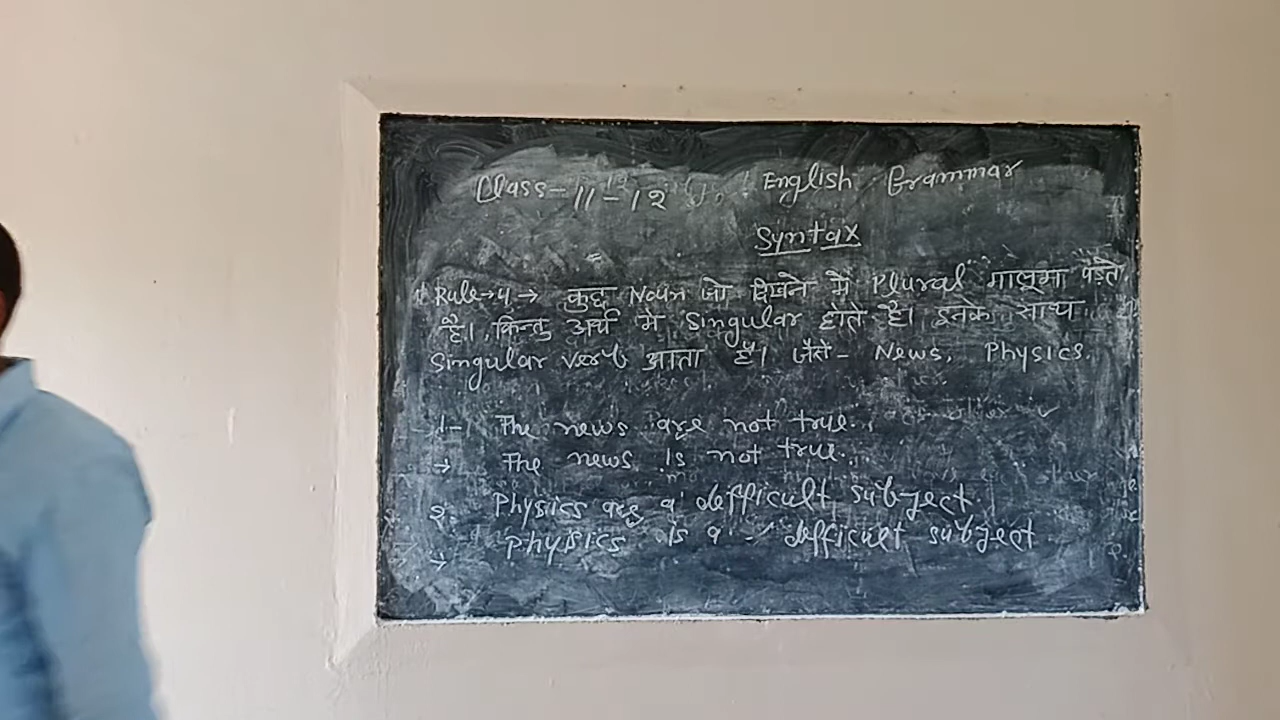 Class-11-12 English Grammar
Syntax
Rule→4→ कुछ Noun जो दिखने में Plural मालूम पड़ते
है। किन्तु अर्थ मे Singular होते है। इनके साथ
Singular verb आता है। जैसे- News, Physics.
1- The news are not true.
→ The news is not true.
2. Physics are a defficult subject.
→ Physics is a defficult subject.